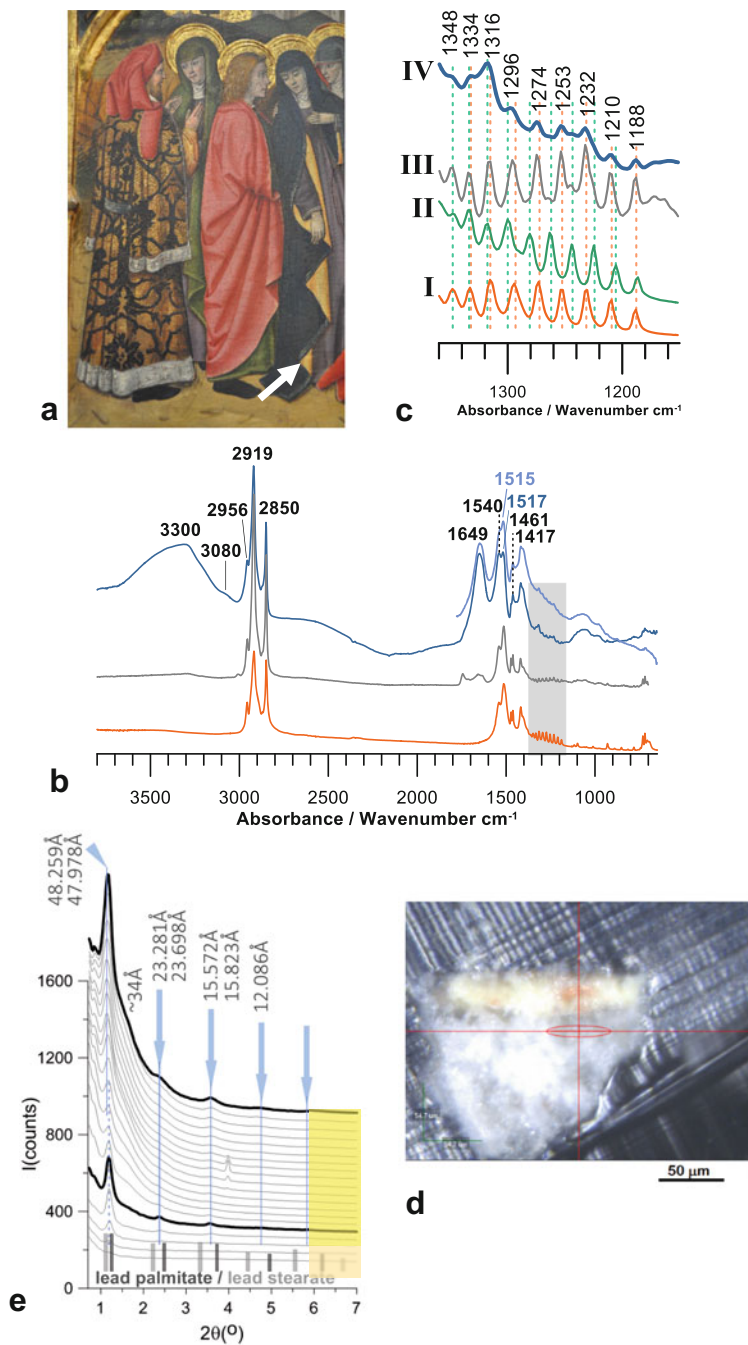 1348
1334
1316
1296
1274
1253
1232
1210
1188
IV
III
II
I
1300
1200
Absorbance / Wavenumber cm-1
a
c
2919
2956
2850
3300
3080
1515
1540
1517
1649
1461
1417
3500
3000
2500
2000
1500
1000
Absorbance / Wavenumber cm-1
b
48.259Å
47.978Å
~34Å
23.281Å
23.698Å
15.572Å
15.823Å
12.086Å
I(counts)
1600
1200
800
400
0
lead palmitate / lead stearate
1
2
3
4
5
6
7
2θ(O)
e
50 µm
d